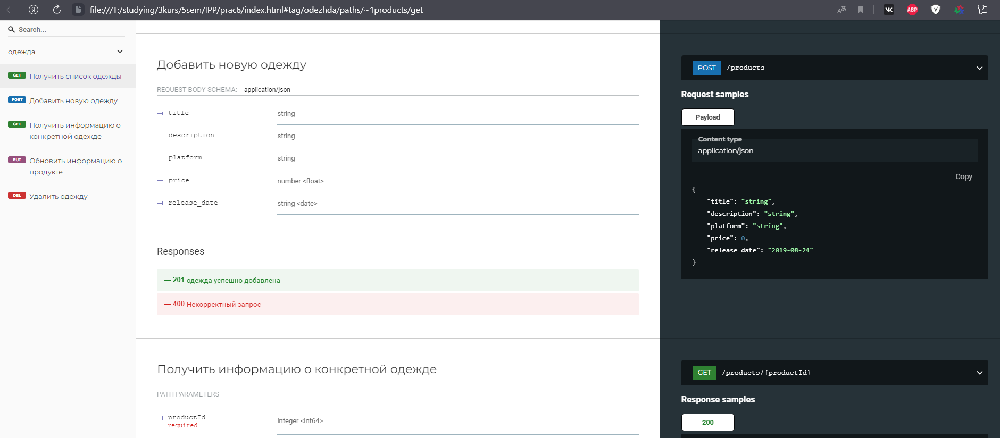 file:///T:/studying/3kurs/5sem/IPP/prac6/index.html#tag/odezhda/paths/~1products/get
ABP
Search...
одежда
GET Получить список одежды
POST Добавить новую одежду
GET Получить информацию о
конкретной одежде
PUT Обновить информацию о
продукте
DEL Удалить одежду
Добавить новую одежду
REQUEST BODY SCHEMA: application/json
title string
description string
platform string
price number <float>
release_date string <date>
Responses
— 201 одежда успешно добавлена
— 400 Некорректный запрос
POST /products
Request samples
Payload
Content type
application/json
Copy
{
"title": "string",
"description": "string",
"platform": "string",
"price": 0,
"release_date": "2019-08-24"
}
Получить информацию о конкретной одежде
PATH PARAMETERS
productId integer <int64>
required
GET /products/{productId}
Response samples
200